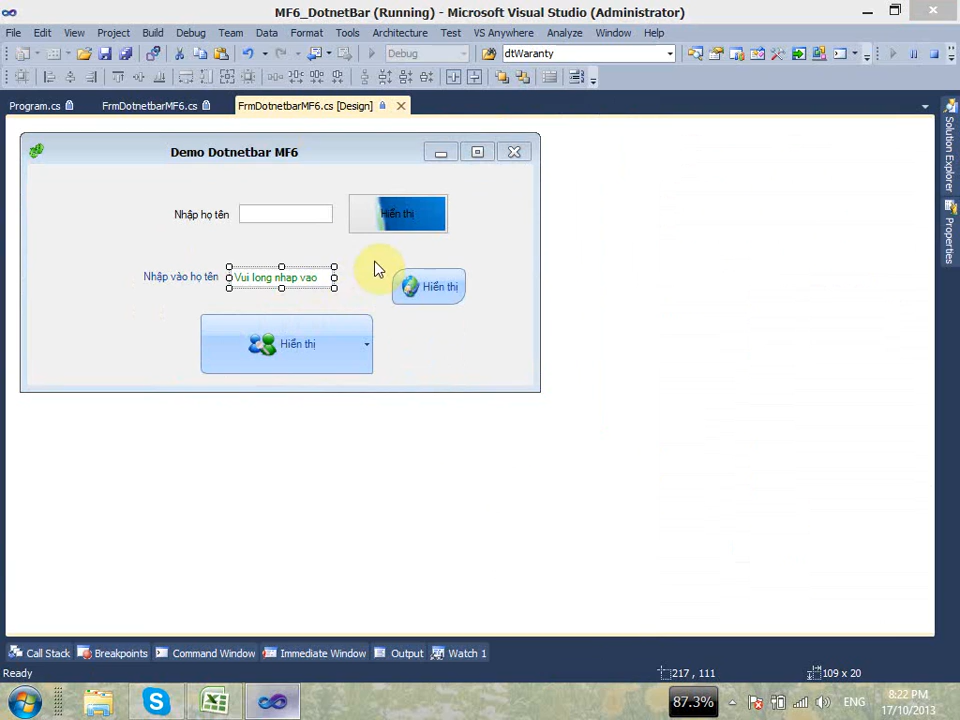 MF6_DotnetBar (Running) - Microsoft Visual Studio (Administrator)
File Edit View Project Build Debug Team Data Format Tools Architecture Test VS Anywhere Analyze Window Help
Debug dtWaranty
Program.cs FrmDotnetbarMF6.cs FrmDotnetbarMF6.cs [Design]
Solution Explorer
Properties
Demo Dotnetbar MF6
Nhập họ tên Hiển thị
Nhập vào họ tên Vui long nhap vao Hiển thị
Hiển thị
Call Stack Breakpoints Command Window Immediate Window Output Watch 1
Ready 217 , 111 109 x 20
87.3% ENG 8:22 PM
17/10/2013